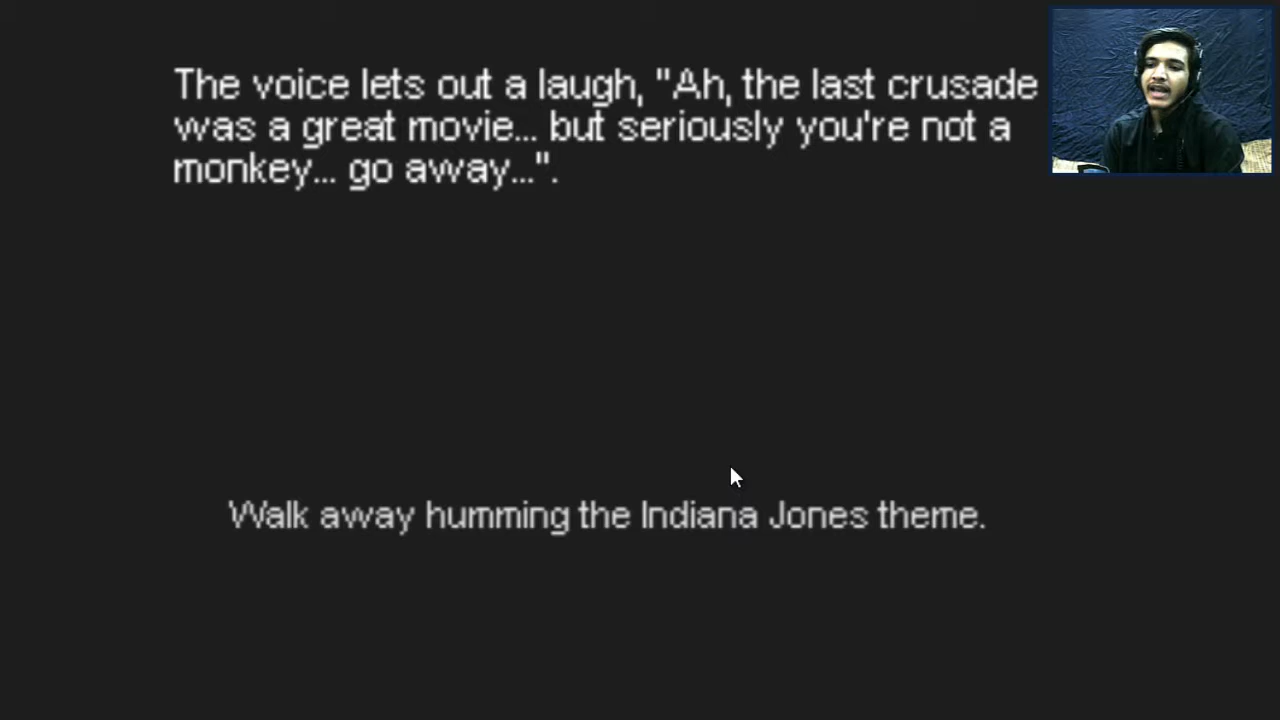 The voice lets out a laugh, "Ah, the last crusade
was a great movie... but seriously you're not a
monkey... go away...".
Walk away humming the Indiana Jones theme.